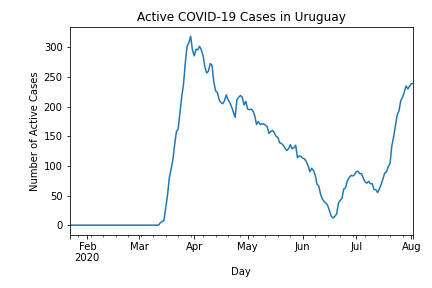 Active COVID-19 Cases in Uruguay
Number of Active Cases
300
250
200
150
100
50
0
Feb
2020
Mar
Apr
May
Jun
Jul
Aug
Day